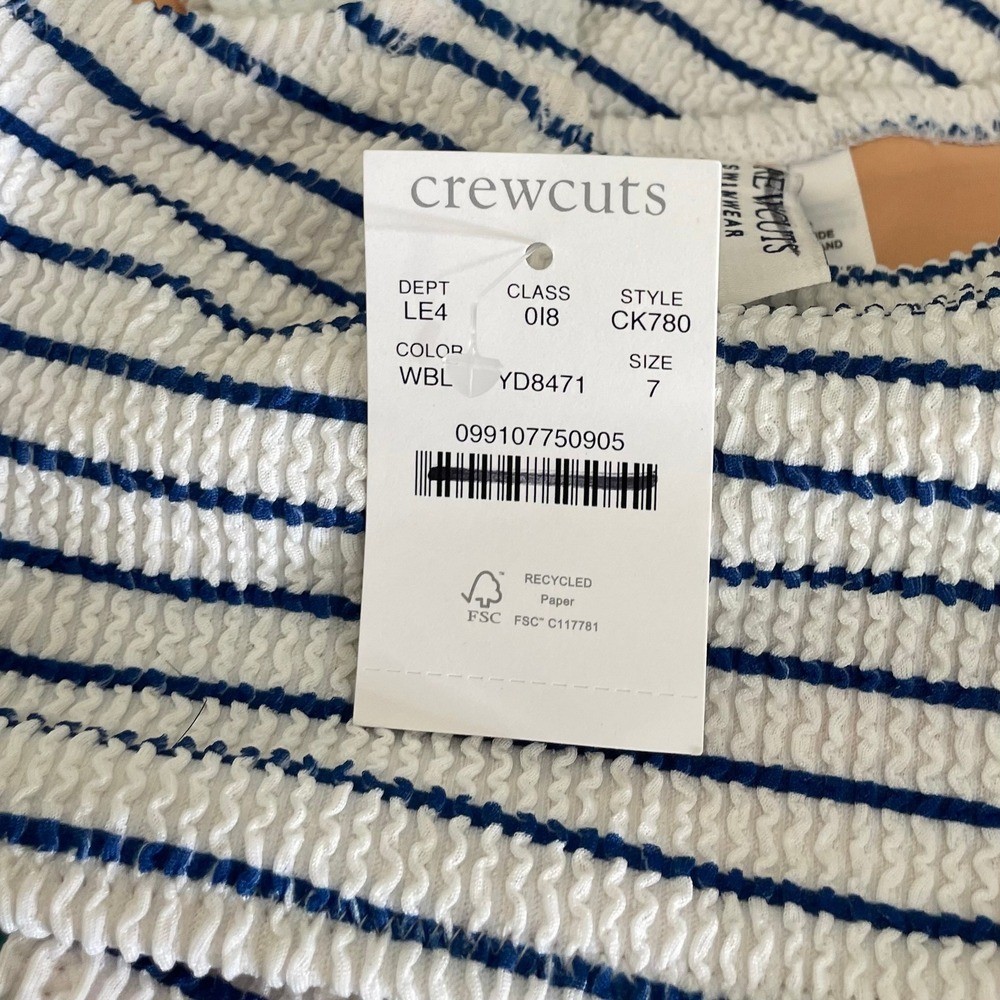 crewcuts
DEPT CLASS STYLE
LE4 0I8 CK780
COLOR SIZE
WBL YD8471 7
099107750905
RECYCLED
Paper
FSC FSC™ C117781
SWIMWEAR